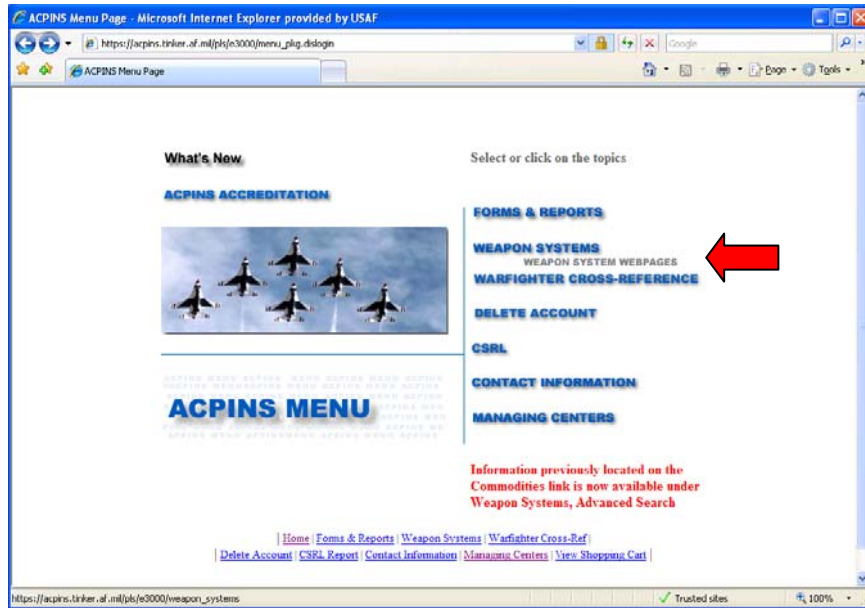 ACPINS Menu Page - Microsoft Internet Explorer provided by USAF
https://acpins.tinker.af.mil/pls/e3000/menu_pkg.dislogin
Google
ACPINS Menu Page
Page
Tools
What's New
Select or click on the topics
ACPINS ACCREDITATION
FORMS & REPORTS
WEAPON SYSTEMS
WEAPON SYSTEM WEBPAGES
WARFIGHTER CROSS-REFERENCE
DELETE ACCOUNT
CSRL
CONTACT INFORMATION
ACPINS MENU
MANAGING CENTERS
Information previously located on the
Commodities link is now available under
Weapon Systems, Advanced Search
| Home | Forms & Reports | Weapon Systems | Warfighter Cross-Ref |
| Delete Account | CSRL Report | Contact Information | Managing Centers | View Shopping Cart |
https://acpins.tinker.af.mil/pls/e3000/weapon_systems
Trusted sites
100%